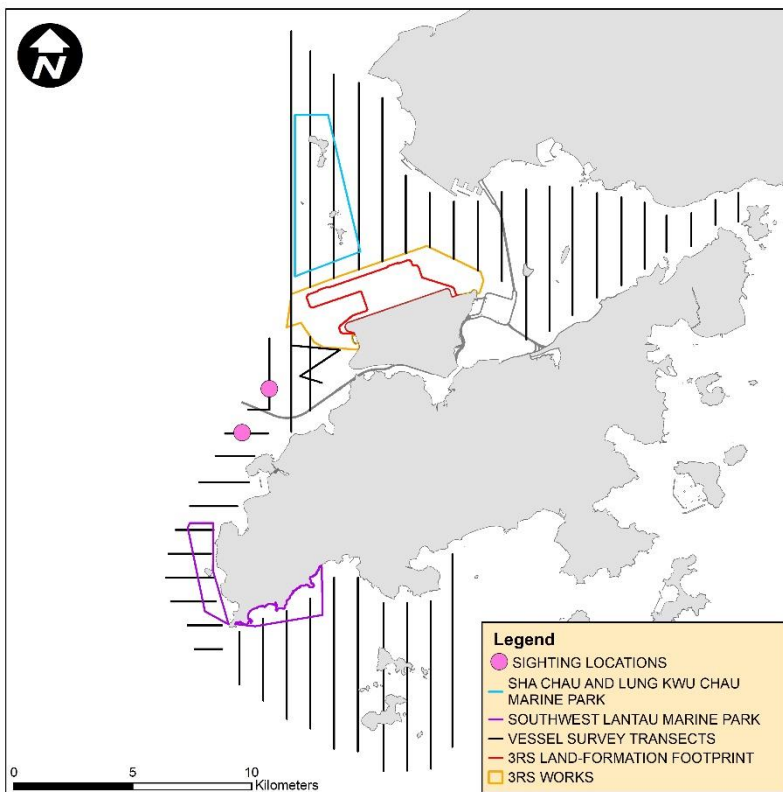 N
Legend
SIGHTING LOCATIONS
SHA CHAU AND LUNG KWU CHAU
MARINE PARK
SOUTHWEST LANTAU MARINE PARK
VESSEL SURVEY TRANSECTS
3RS LAND-FORMATION FOOTPRINT
3RS WORKS
0 5 10
Kilometers